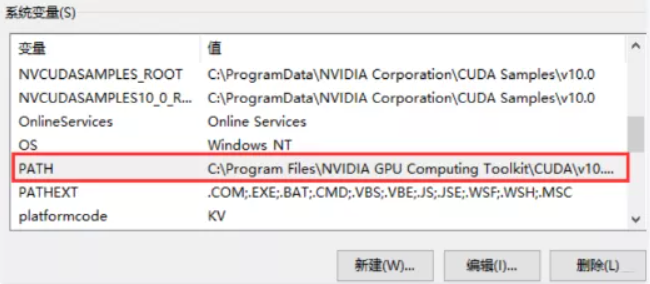 系统变量(S)
变量 值
NVCUDASAMPLES_ROOT C:\ProgramData\NVIDIA Corporation\CUDA Samples\v10.0
NVCUDASAMPLES10_0_R... C:\ProgramData\NVIDIA Corporation\CUDA Samples\v10.0
OnlineServices Online Services
OS Windows_NT
PATH C:\Program Files\NVIDIA GPU Computing Toolkit\CUDA\v10....
PATHEXT .COM;.EXE;.BAT;.CMD;.VBS;.VBE;.JS;.JSE;.WSF;.WSH;.MSC
platformcode KV
新建(W)... 编辑(I)... 删除(L)